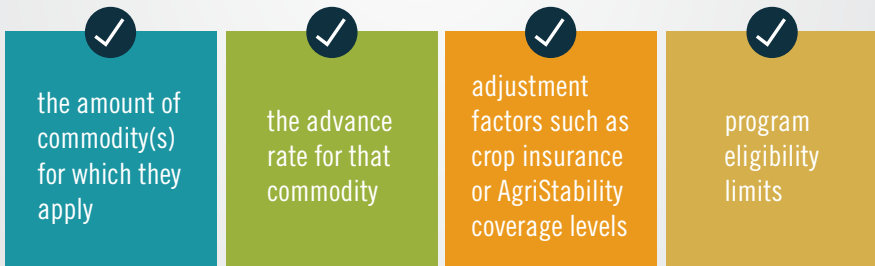 the amount of
commodity(s)
for which they
apply
the advance
rate for that
commodity
adjustment
factors such as
crop insurance
or AgriStability
coverage levels
program
eligibility
limits